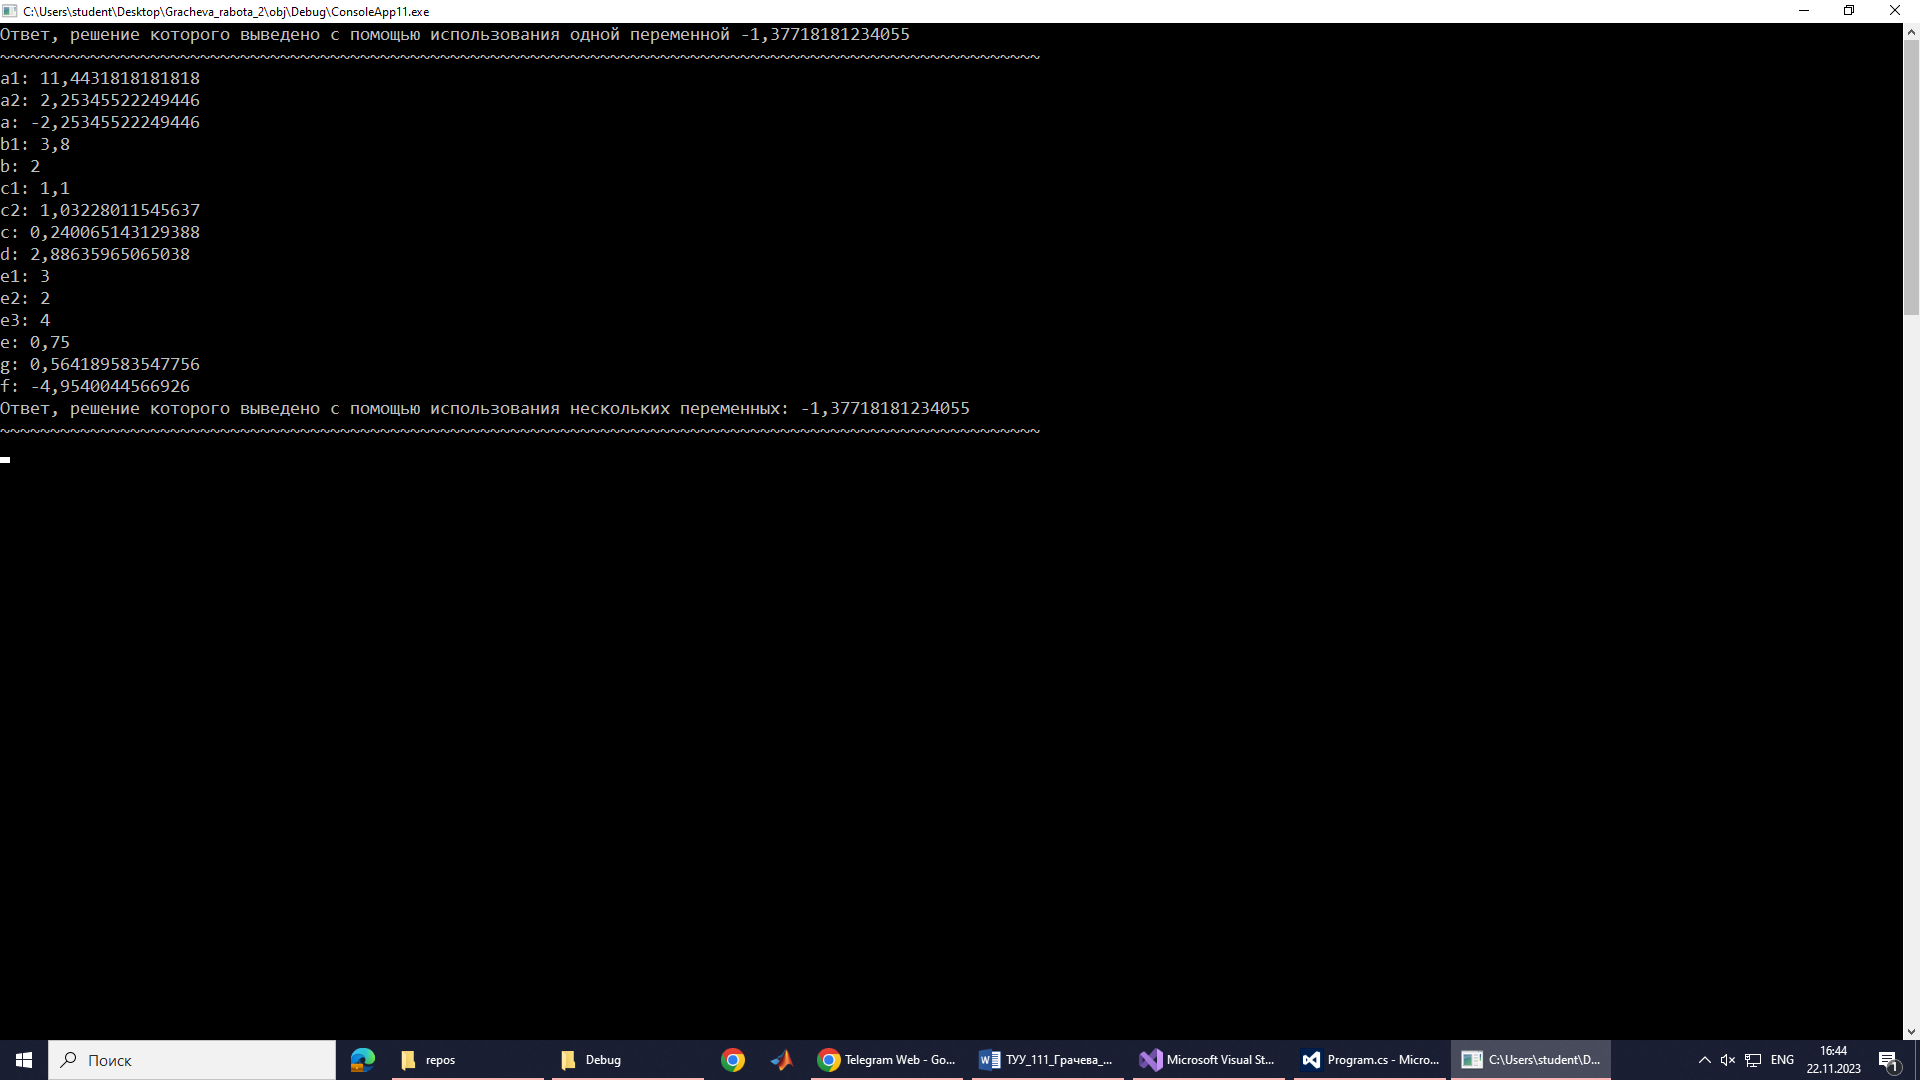 C:\Users\student\Desktop\Gracheva_rabota_2\obj\Debug\ConsoleApp11.exe
Ответ, решение которого выведено с помощью использования одной переменной -1,37718181234055
~~~~~~~~~~~~~~~~~~~~~~~~~~~~~~~~~~~~~~~~~~~~~~~~~~~~~~~~~~~~~~~~~~~~~~~~~~~~~~~~~~~~~~~~~~~~~~~~~~~~~~~~
a1: 11,4431818181818
a2: 2,25345522249446
a: -2,25345522249446
b1: 3,8
b: 2
c1: 1,1
c2: 1,03228011545637
c: 0,240065143129388
d: 2,88635965065038
e1: 3
e2: 2
e3: 4
e: 0,75
g: 0,564189583547756
f: -4,9540044566926
Ответ, решение которого выведено с помощью использования нескольких переменных: -1,37718181234055
~~~~~~~~~~~~~~~~~~~~~~~~~~~~~~~~~~~~~~~~~~~~~~~~~~~~~~~~~~~~~~~~~~~~~~~~~~~~~~~~~~~~~~~~~~~~~~~~~~~~~~~~
Поиск
repos
Debug
Telegram Web - Go...
ТУУ_111_Грачева_...
Microsoft Visual St...
Program.cs - Micro...
C:\Users\student\D...
ENG
16:44
22.11.2023
1